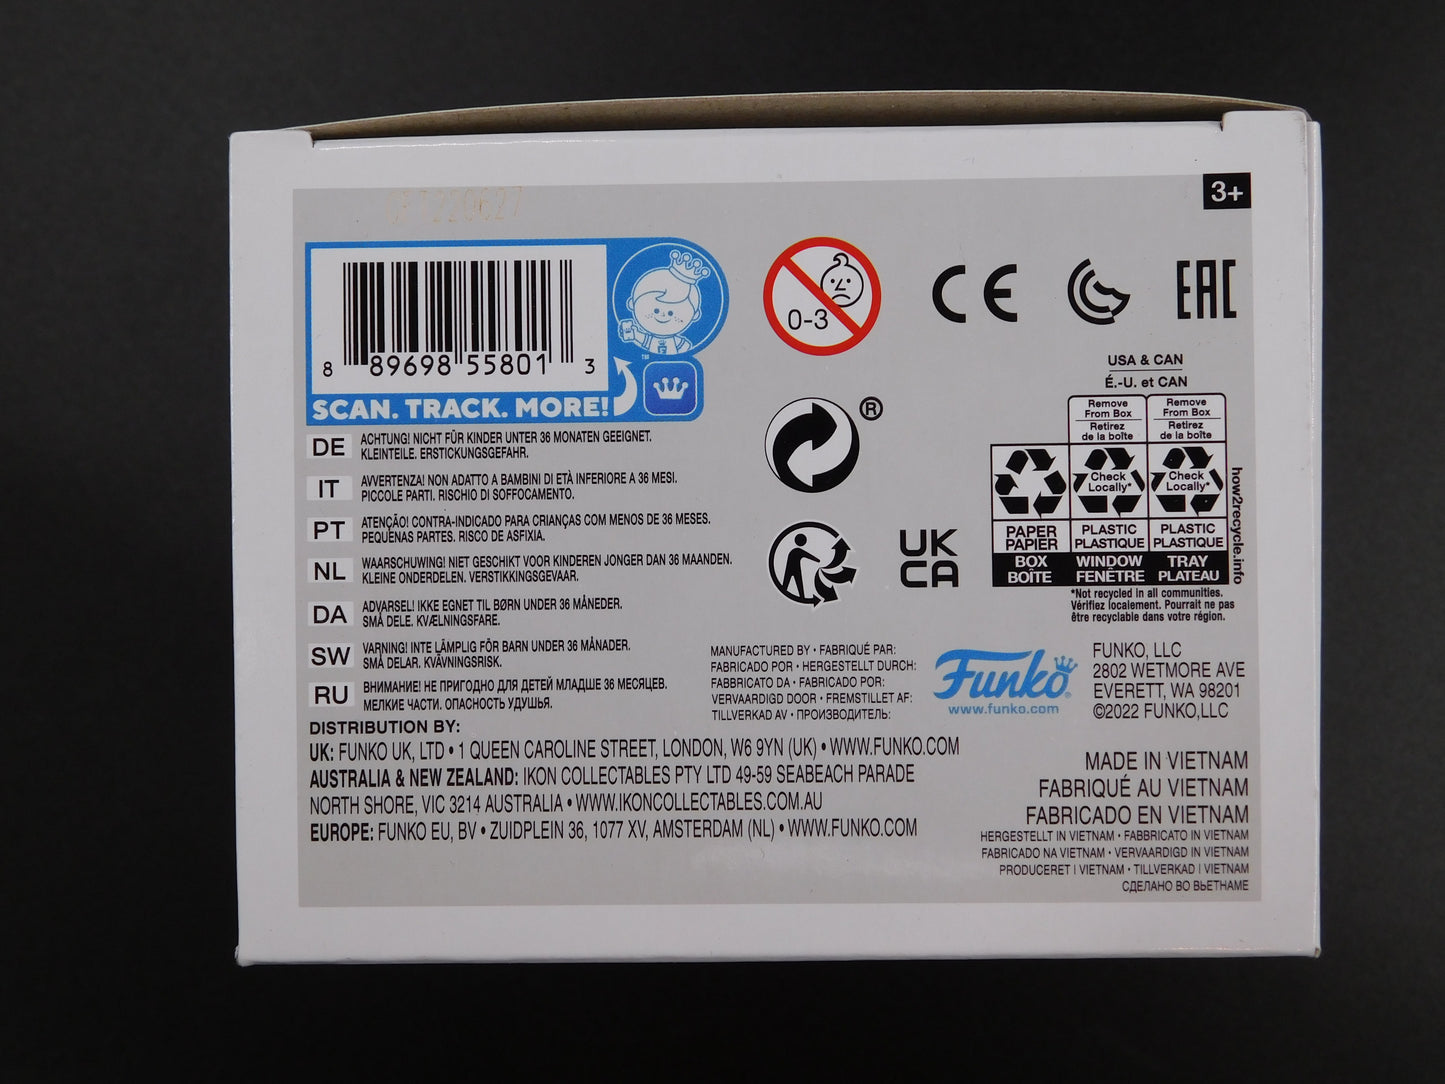 3+
8 89698 55801 3
™
SCAN. TRACK. MORE!
0-3
CE
EAC
®
UK
CA
USA & CAN
É.-U. et CAN
Remove
From Box
Retirez
de la boîte
Remove
From Box
Retirez
de la boîte
Check
Locally*
Check
Locally*
PAPER
PAPIER
PLASTIC
PLASTIQUE
PLASTIC
PLASTIQUE
BOX
BOÎTE
WINDOW
FENÊTRE
TRAY
PLATEAU
how2recycle.info
*Not recycled in all communities.
Vérifiez localement. Pourrait ne pas
être recyclable dans votre région.
DE ACHTUNG! NICHT FÜR KINDER UNTER 36 MONATEN GEEIGNET.
KLEINTEILE. ERSTICKUNGSGEFAHR.
IT AVVERTENZA! NON ADATTO A BAMBINI DI ETÀ INFERIORE A 36 MESI.
PICCOLE PARTI. RISCHIO DI SOFFOCAMENTO.
PT ATENÇÃO! CONTRA-INDICADO PARA CRIANÇAS COM MENOS DE 36 MESES.
PEQUENAS PARTES. RISCO DE ASFIXIA.
NL WAARSCHUWING! NIET GESCHIKT VOOR KINDEREN JONGER DAN 36 MAANDEN.
KLEINE ONDERDELEN. VERSTIKKINGSGEVAAR.
DA ADVARSEL! IKKE EGNET TIL BØRN UNDER 36 MÅNEDER.
SMÅ DELE. KVÆLNINGSFARE.
SW VARNING! INTE LÄMPLIG FÖR BARN UNDER 36 MÅNADER.
SMÅ DELAR. KVÄVNINGSRISK.
RU ВНИМАНИЕ! НЕ ПРИГОДНО ДЛЯ ДЕТЕЙ МЛАДШЕ 36 МЕСЯЦЕВ.
МЕЛКИЕ ЧАСТИ. ОПАСНОСТЬ УДУШЬЯ.
MANUFACTURED BY • FABRIQUÉ PAR:
FABRICADO POR • HERGESTELLT DURCH:
FABBRICATO DA • FABRICADO POR:
VERVAARDIGD DOOR • FREMSTILLET AF:
TILLVERKAD AV • ПРОИЗВОДИТЕЛЬ:
Funko®
www.funko.com
FUNKO, LLC
2802 WETMORE AVE
EVERETT, WA 98201
©2022 FUNKO,LLC
DISTRIBUTION BY:
UK: FUNKO UK, LTD • 1 QUEEN CAROLINE STREET, LONDON, W6 9YN (UK) • WWW.FUNKO.COM
AUSTRALIA & NEW ZEALAND: IKON COLLECTABLES PTY LTD 49-59 SEABEACH PARADE
NORTH SHORE, VIC 3214 AUSTRALIA • WWW.IKONCOLLECTABLES.COM.AU
EUROPE: FUNKO EU, BV • ZUIDPLEIN 36, 1077 XV, AMSTERDAM (NL) • WWW.FUNKO.COM
MADE IN VIETNAM
FABRIQUÉ AU VIETNAM
FABRICADO EN VIETNAM
HERGESTELLT IN VIETNAM • FABBRICATO IN VIETNAM
FABRICADO NA VIETNAM • VERVAARDIGD IN VIETNAM
PRODUCERET I VIETNAM • TILLVERKAD I VIETNAM
СДЕЛАНО ВО ВЬЕТНАМЕ